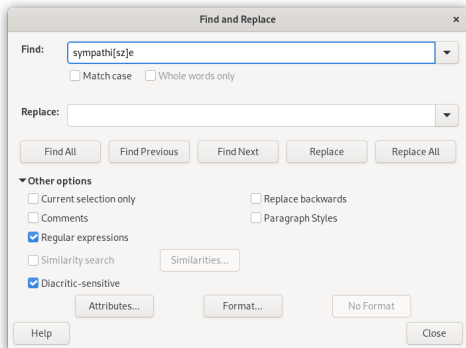 Find and Replace ×
Find: sympathi[sz]e
Match case Whole words only
Replace:
Find All Find Previous Find Next Replace Replace All
Other options
Current selection only Replace backwards
Comments Paragraph Styles
Regular expressions
Similarity search Similarities...
Diacritic-sensitive
Attributes... Format... No Format
Help Close